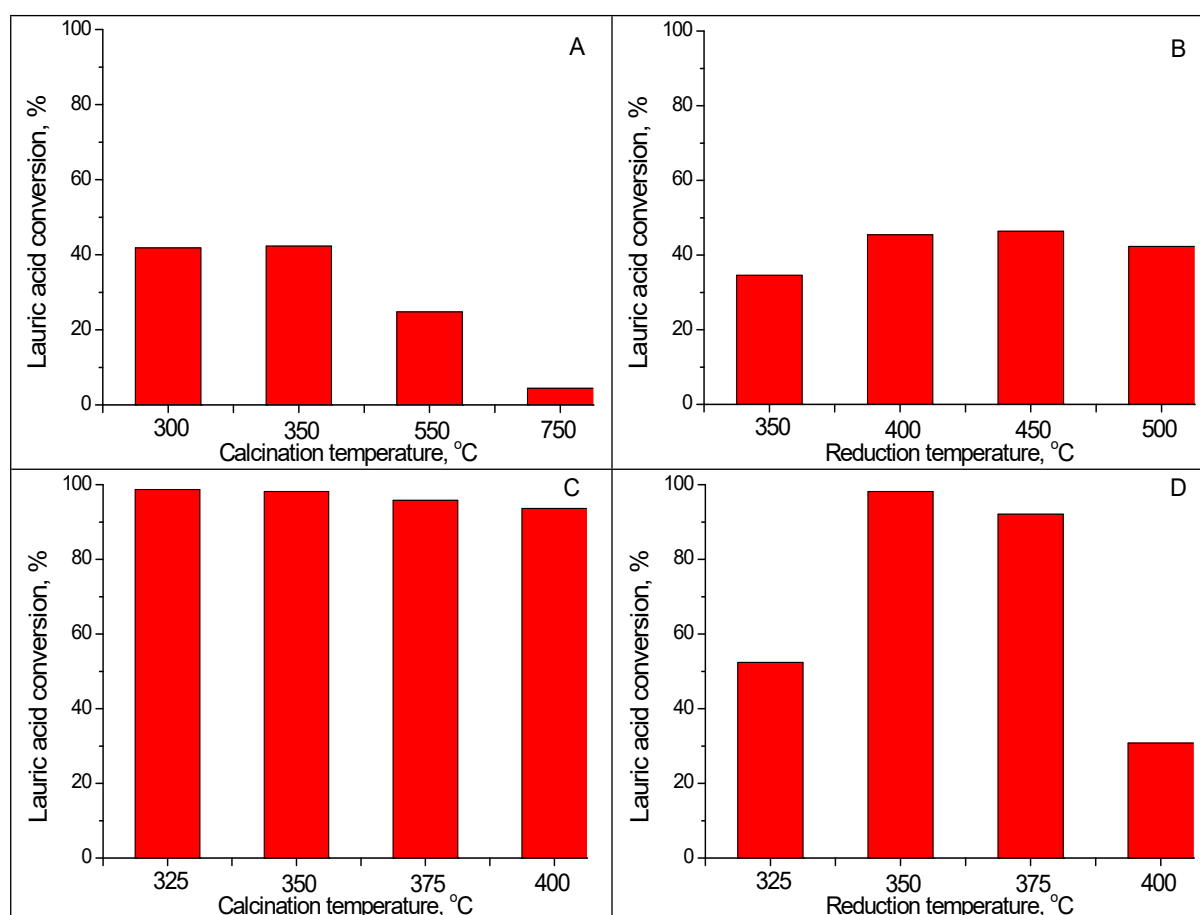 A
Lauric acid conversion, %
100
80
60
40
20
0
300 350 550 750
Calcination temperature, °C
B
Lauric acid conversion, %
100
80
60
40
20
0
350 400 450 500
Reduction temperature, °C
C
Lauric acid conversion, %
100
80
60
40
20
0
325 350 375 400
Calcination temperature, °C
D
Lauric acid conversion, %
100
80
60
40
20
0
325 350 375 400
Reduction temperature, °C